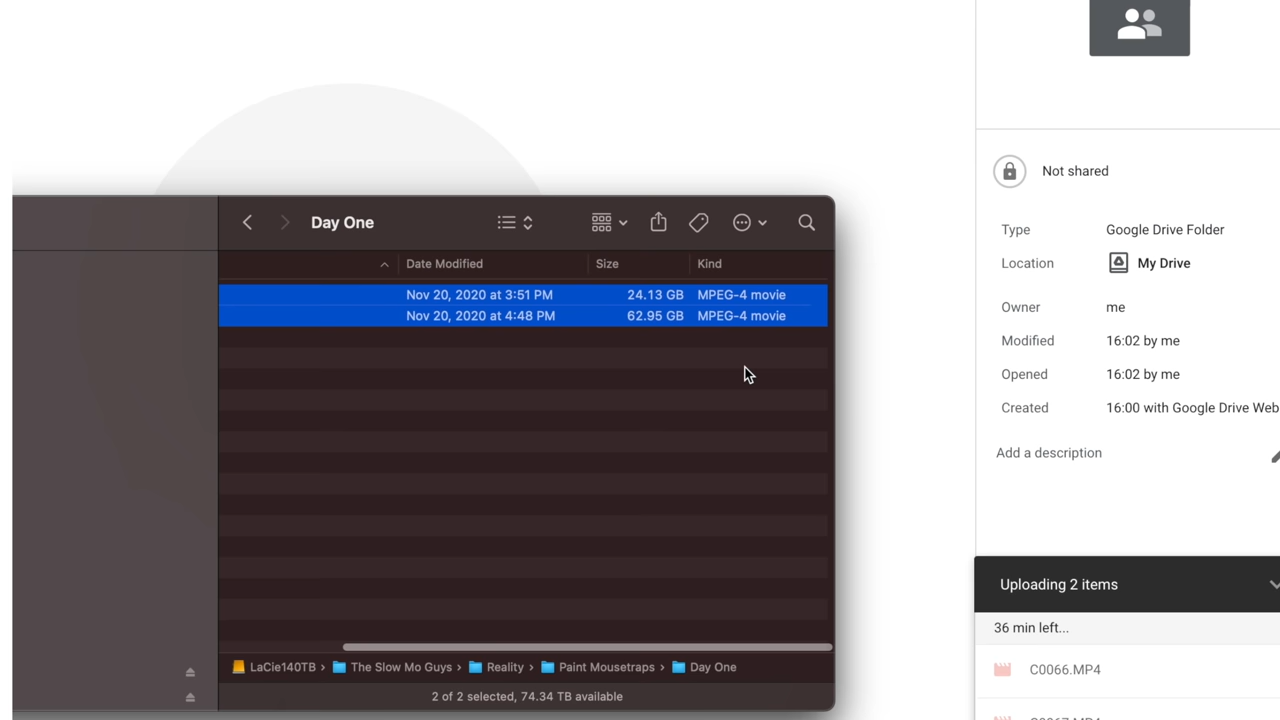 Day One
Date Modified Size Kind
Nov 20, 2020 at 3:51 PM 24.13 GB MPEG-4 movie
Nov 20, 2020 at 4:48 PM 62.95 GB MPEG-4 movie
LaCie140TB › The Slow Mo Guys › Reality › Paint Mousetraps › Day One
2 of 2 selected, 74.34 TB available
Not shared
Type Google Drive Folder
Location My Drive
Owner me
Modified 16:02 by me
Opened 16:02 by me
Created 16:00 with Google Drive Web
Add a description
Uploading 2 items
36 min left...
C0066.MP4